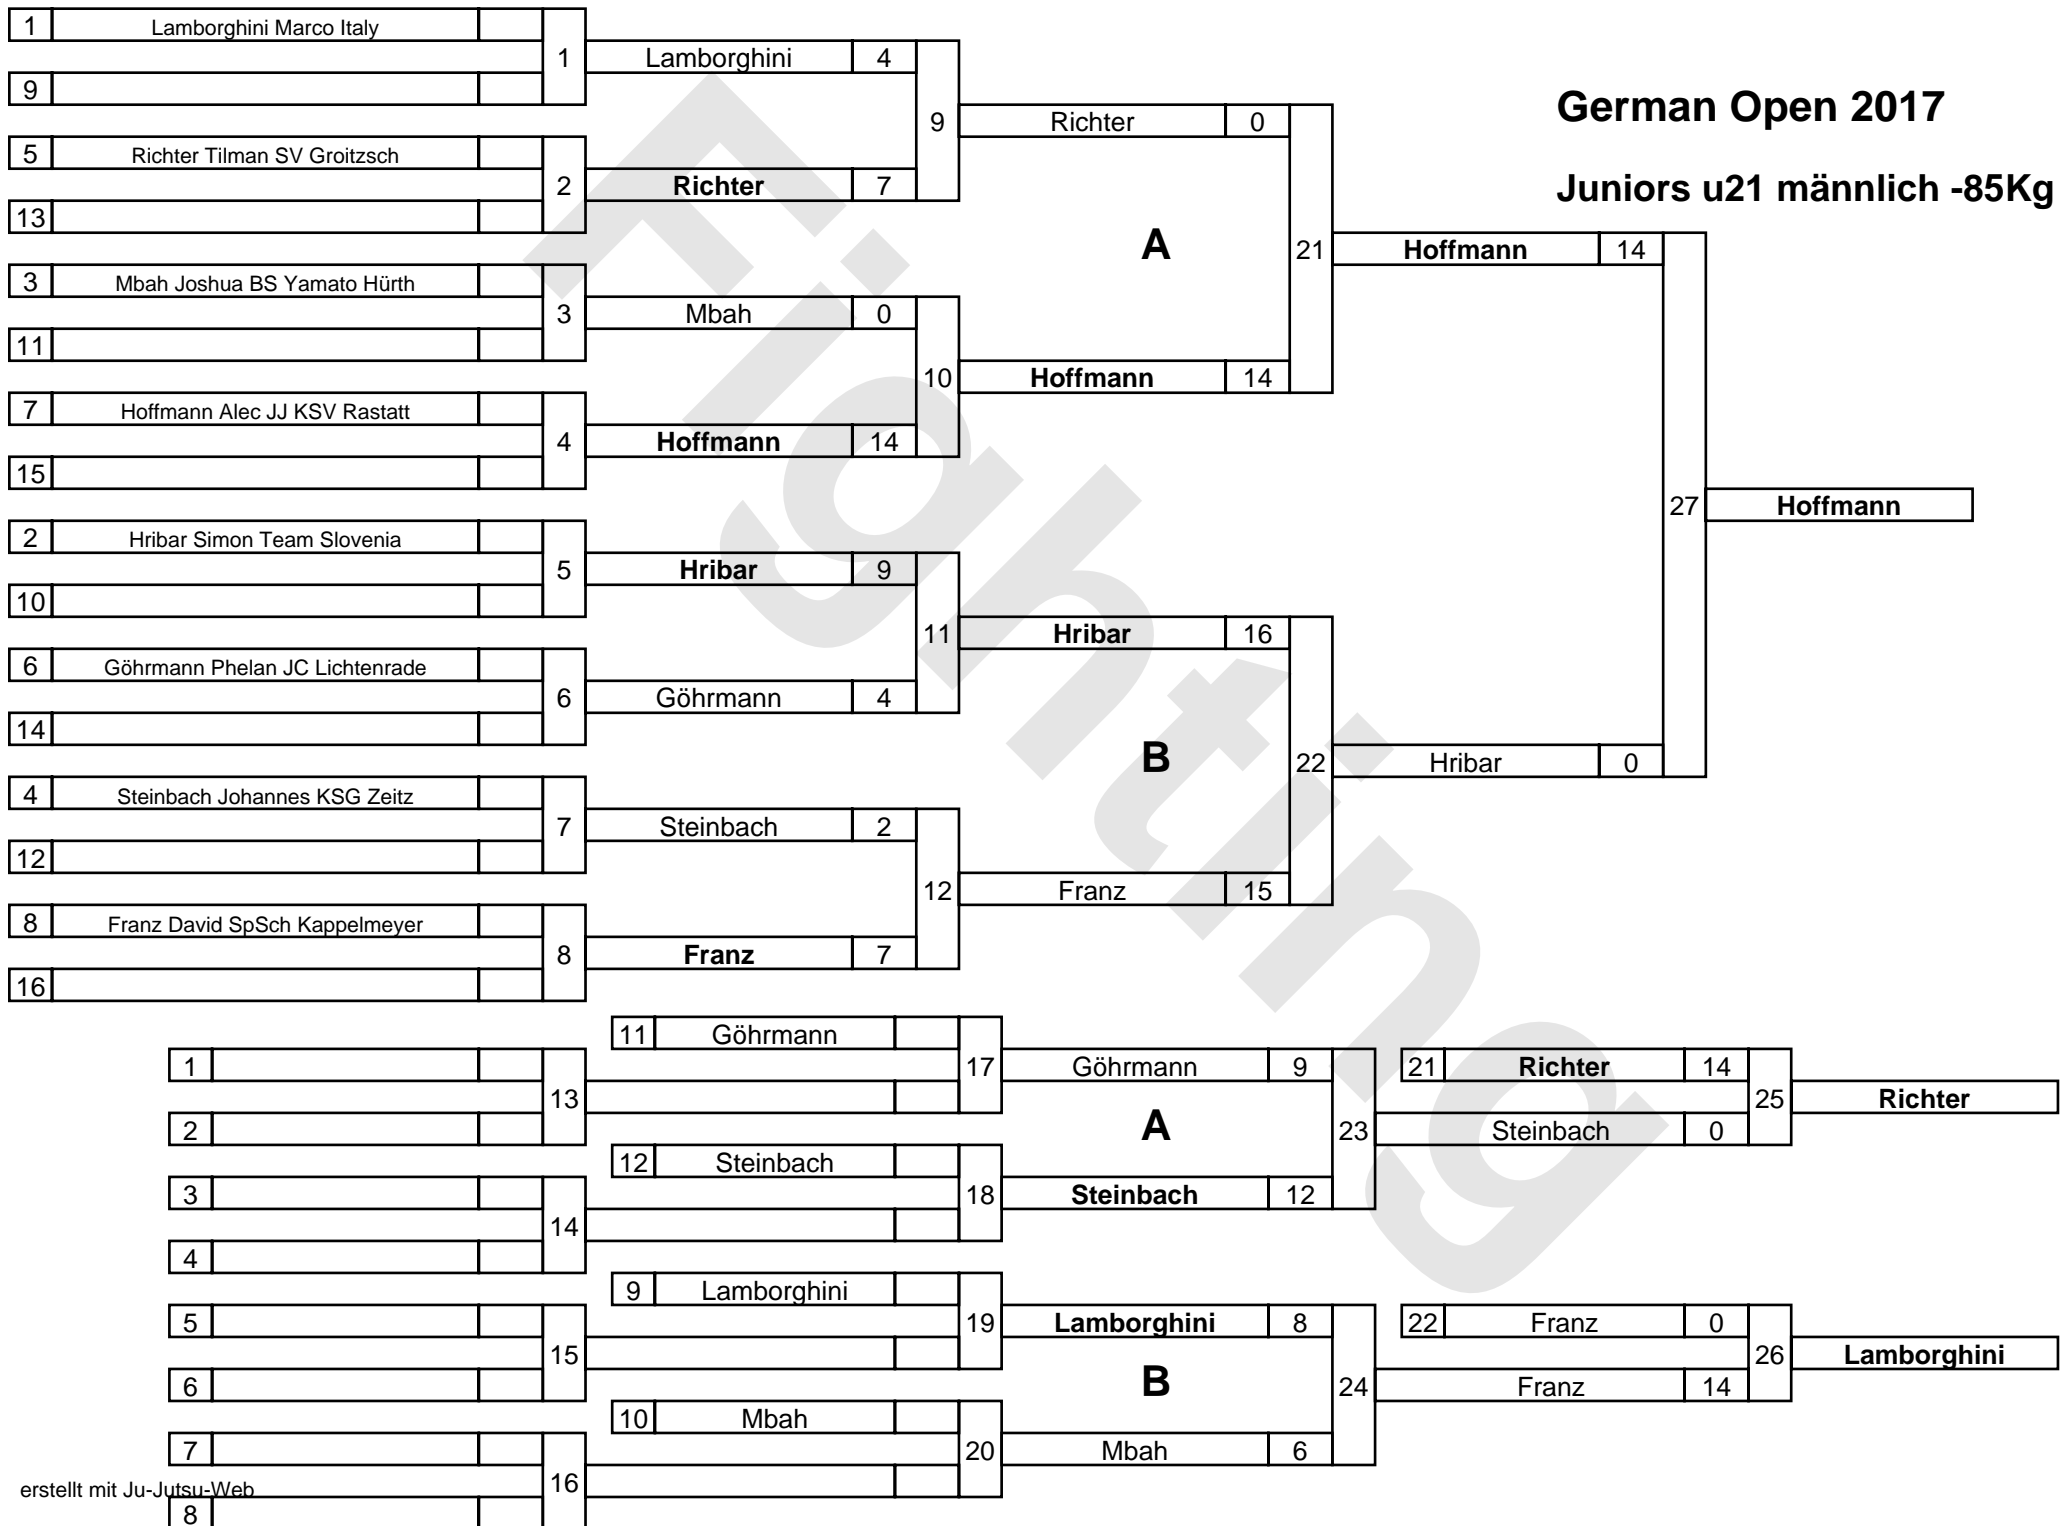 German Open 2017
Juniors u21 männlich -85Kg
Fighting
1 Lamborghini Marco Italy
9
1
5 Richter Tilman SV Groitzsch
13
2
3 Mbah Joshua BS Yamato Hürth
11
3
7 Hoffmann Alec JJ KSV Rastatt
15
4
2 Hribar Simon Team Slovenia
10
5
6 Göhrmann Phelan JC Lichtenrade
14
6
4 Steinbach Johannes KSG Zeitz
12
7
8 Franz David SpSch Kappelmeyer
16
8
Lamborghini 4
9
Richter 7
Mbah 0
10
Hoffmann 14
Hribar 9
11
Göhrmann 4
Steinbach 2
12
Franz 7
Richter 0
A
21
Hoffmann 14
Hribar 16
B
22
Franz 15
Hoffmann 14
27
Hribar 0
Hoffmann
1
13
2
3
14
4
5
15
6
7
16
8
11 Göhrmann
17
12 Steinbach
18
9 Lamborghini
19
10 Mbah
20
Göhrmann 9
A
23
Steinbach 12
Lamborghini 8
B
24
Mbah 6
21 Richter 14
25
Steinbach 0
Richter
22 Franz 0
26
Franz 14
Lamborghini
erstellt mit Ju-Jutsu-Web